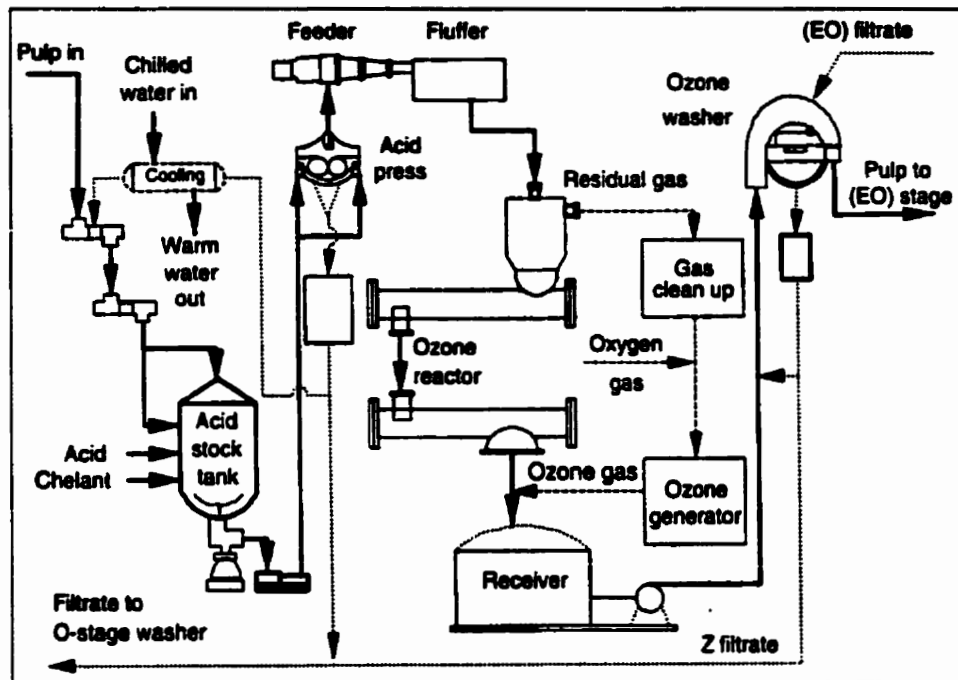 Feeder
Fluffer
(EO) filtrate
Pulp in
Chilled
water in
Ozone
washer
Acid
press
Cooling
Residual gas
Pulp to
(EO) stage
Warm
water
out
Gas
clean up
Ozone
reactor
Oxygen
gas
Acid
stock
tank
Acid
Chelant
Ozone gas
Ozone
generator
Receiver
Filtrate to
O-stage washer
Z filtrate